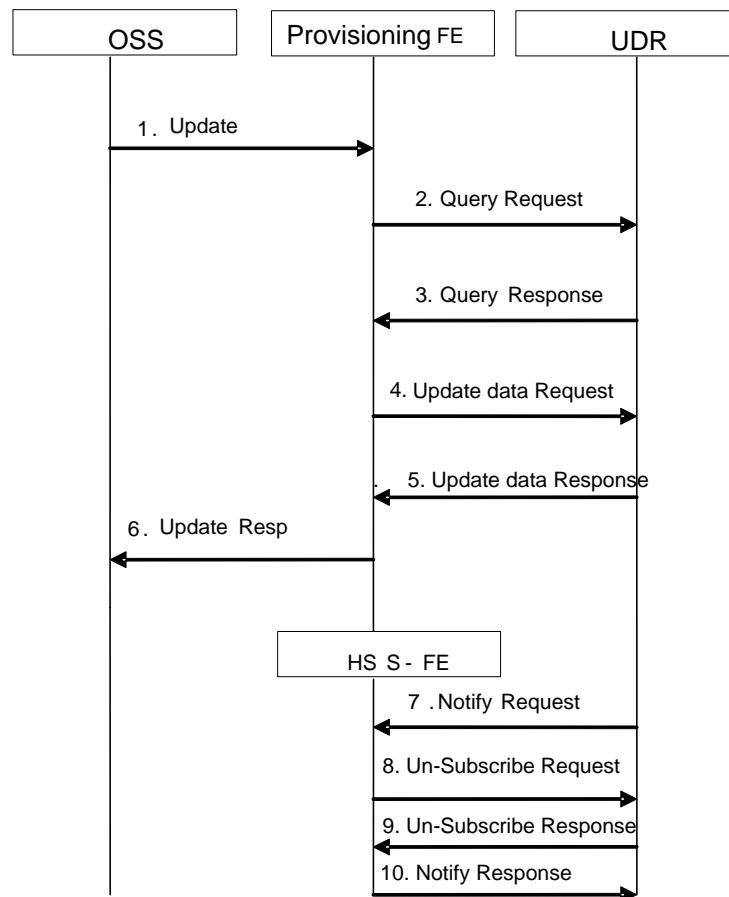 OSS
Provisioning FE
UDR
1. Update
2. Query Request
3. Query Response
4. Update data Request
. 5. Update data Response
6. Update Resp
HS S - FE
7 . Notify Request
8. Un-Subscribe Request
9. Un-Subscribe Response
10. Notify Response